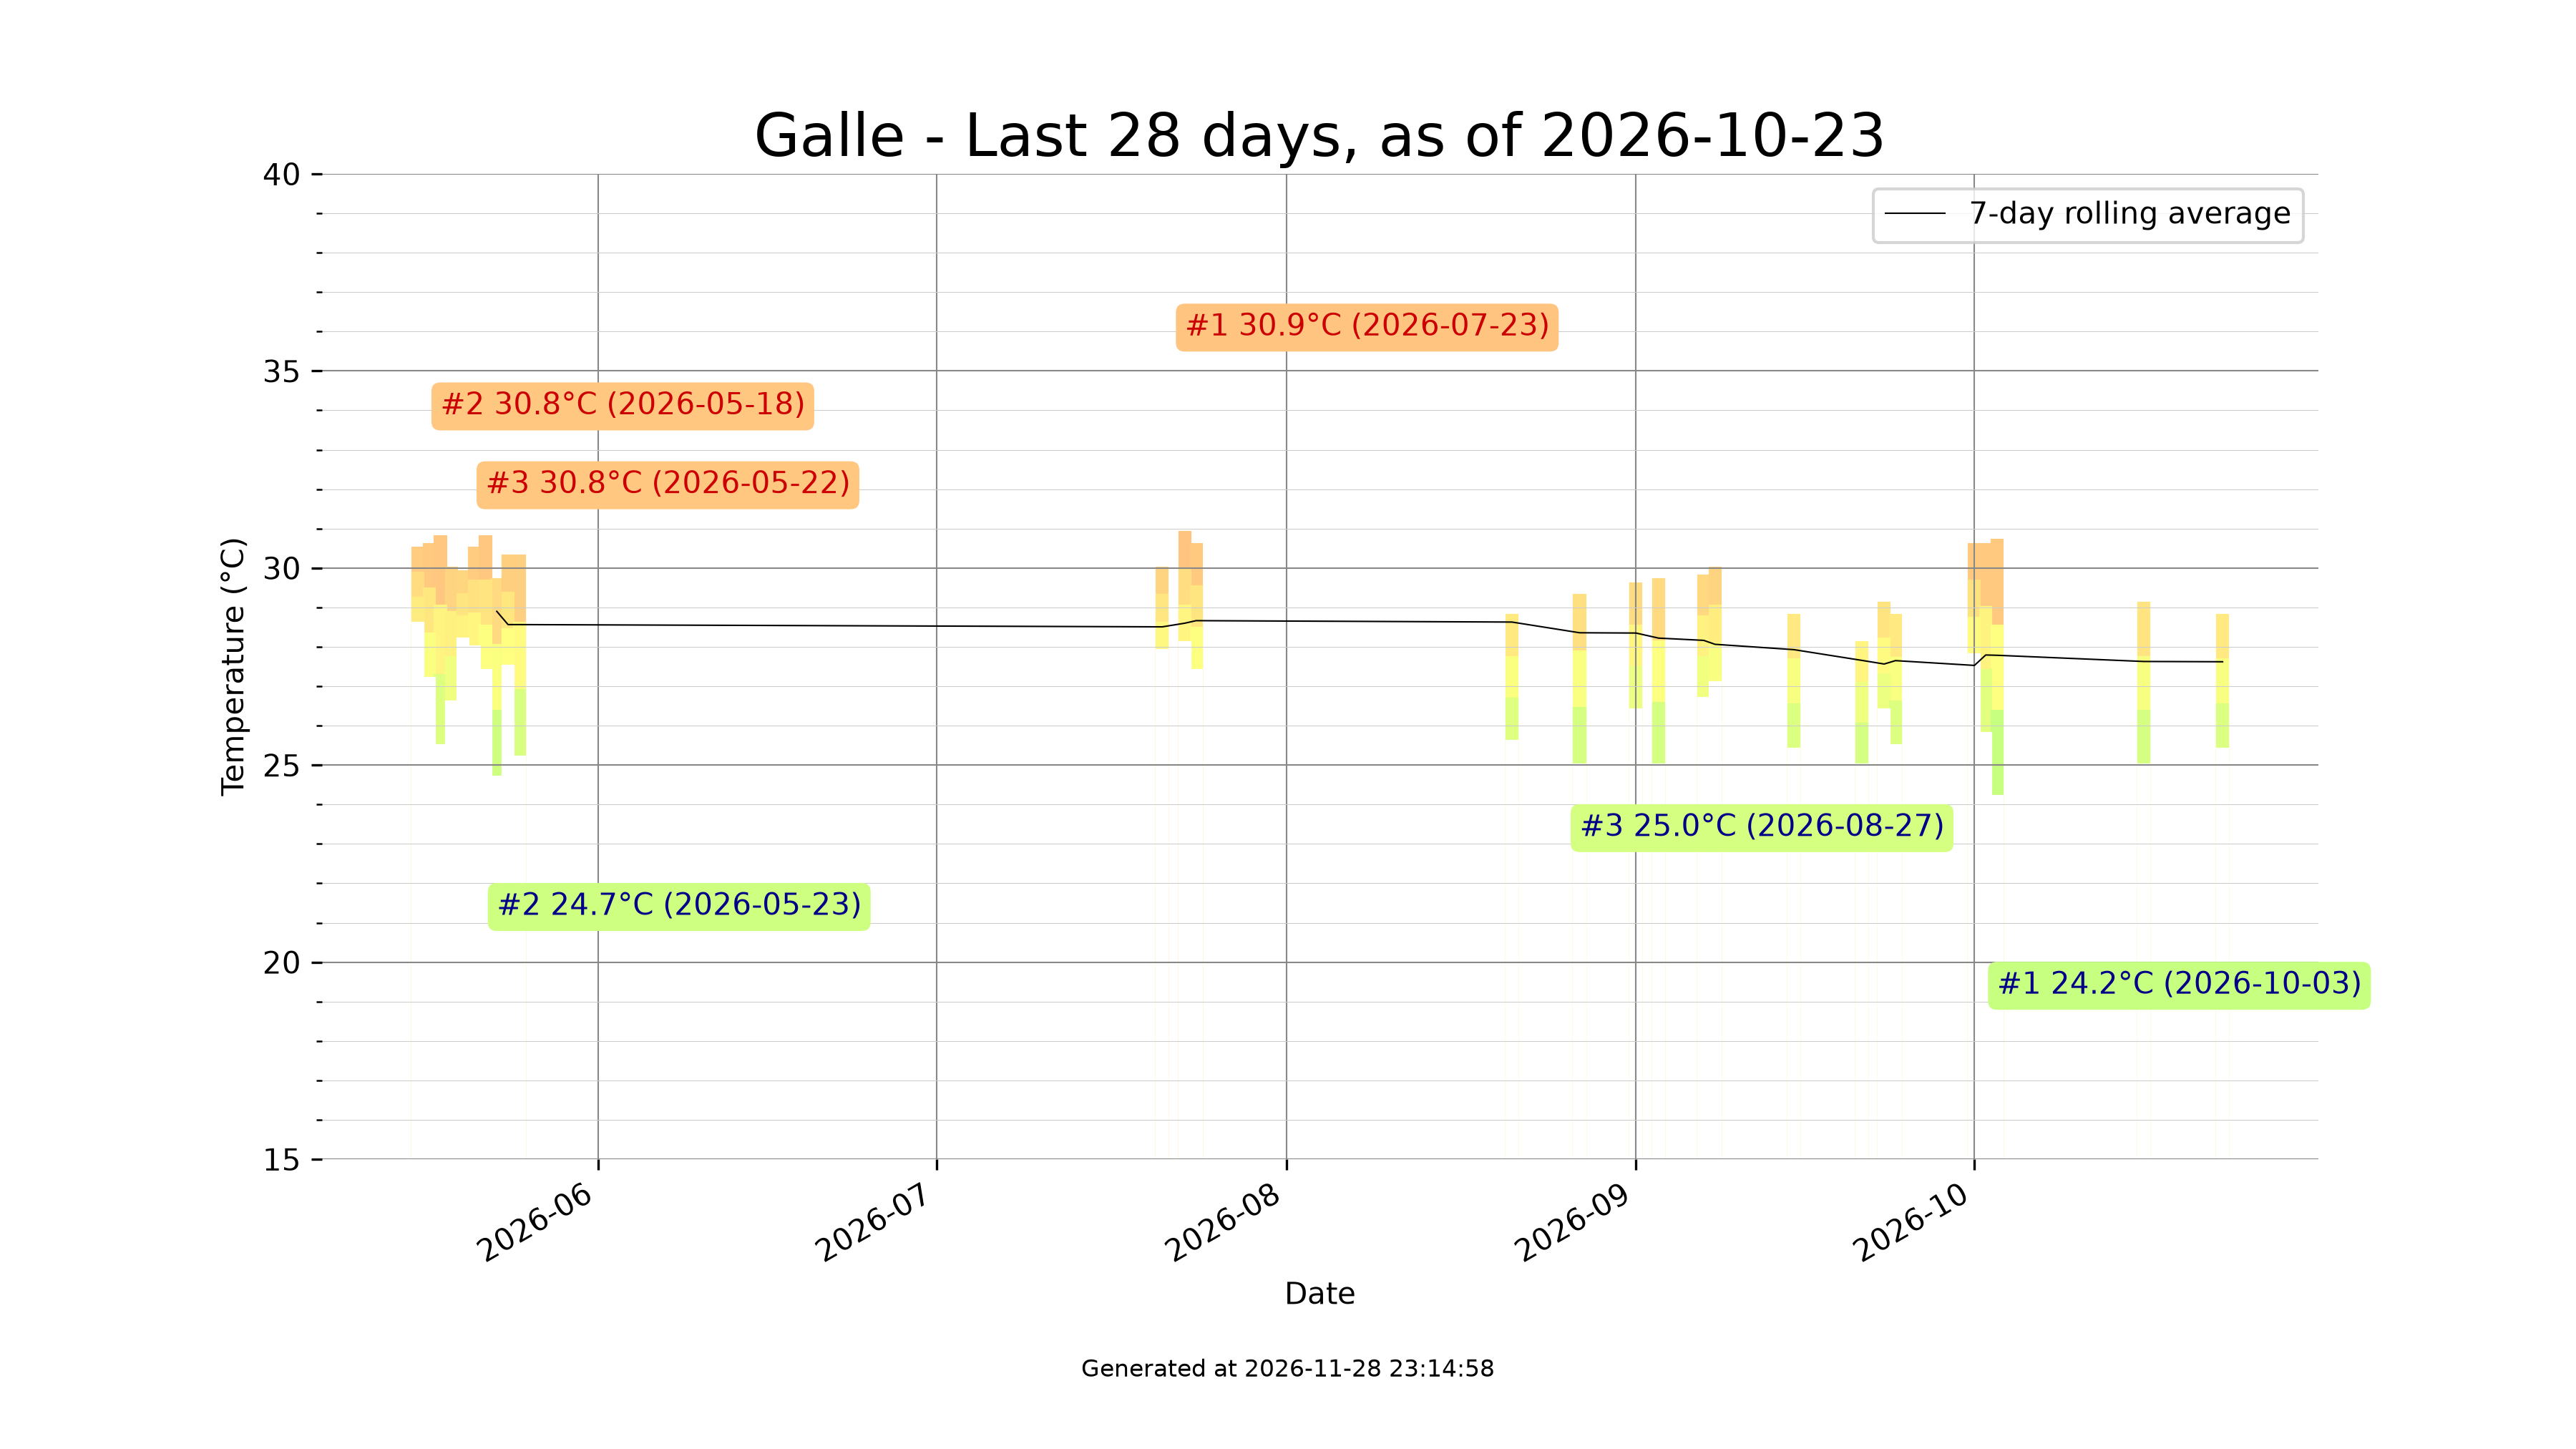 Galle - Last 28 days, as of 2026-10-23
40
7-day rolling average
#1 30.9°C (2026-07-23)
35
#2 30.8°C (2026-05-18)
#3 30.8°C (2026-05-22)
30
Temperature (°C)
25
#3 25.0°C (2026-08-27)
#2 24.7°C (2026-05-23)
20
#1 24.2°C (2026-10-03)
15
2026-06
2026-07
2026-08
2026-09
2026-10
Date
Generated at 2026-11-28 23:14:58